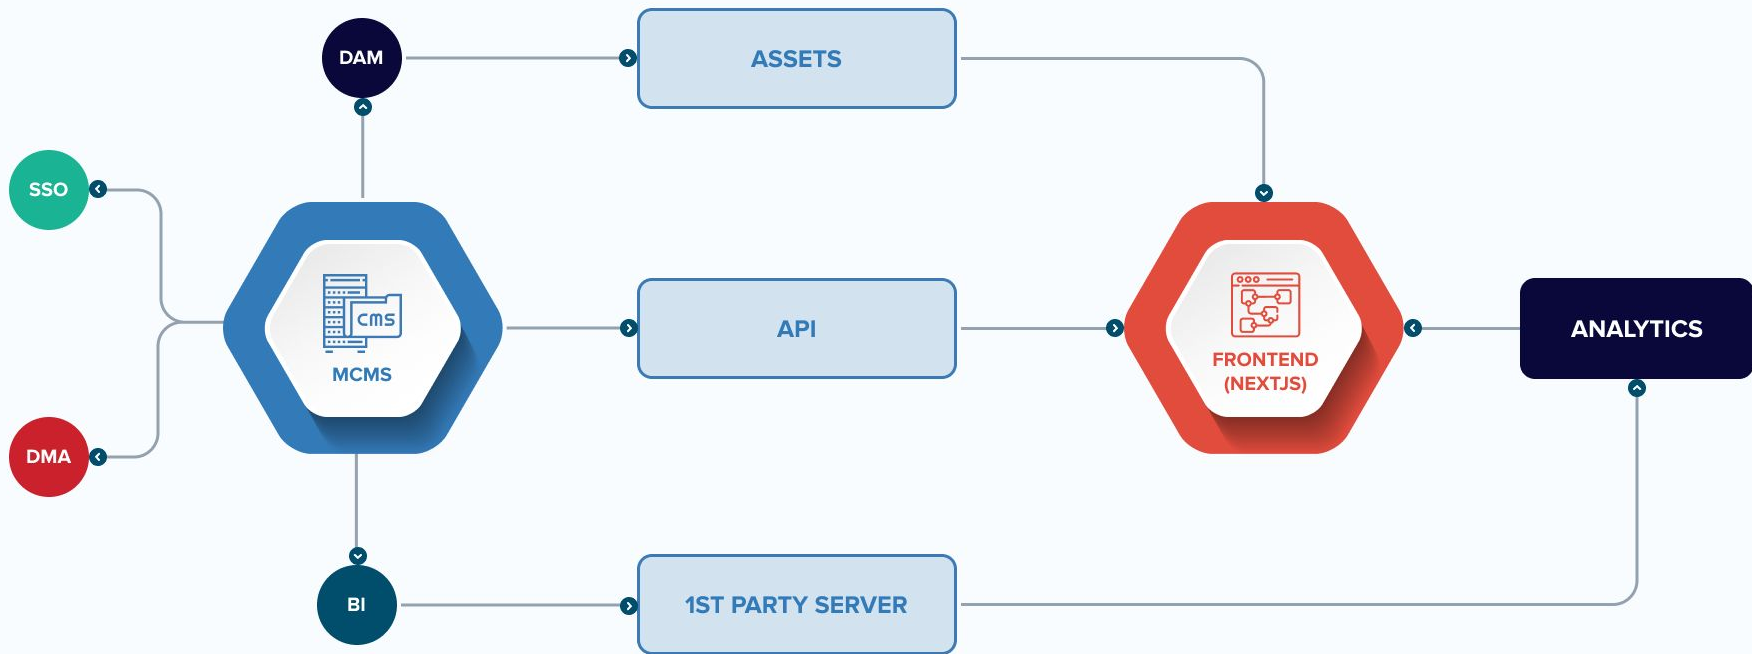 DAM
ASSETS
SSO
CMS
MCMS
API
FRONTEND
(NEXTJS)
ANALYTICS
DMA
BI
1ST PARTY SERVER